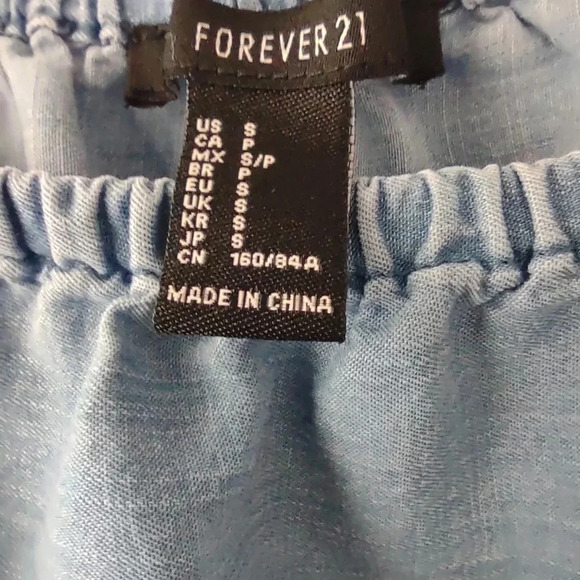 FOREVER 21
US S
CA P
MX S/P
BR P
EU S
UK S
KR S
JP S
CN 160/84A
MADE IN CHINA